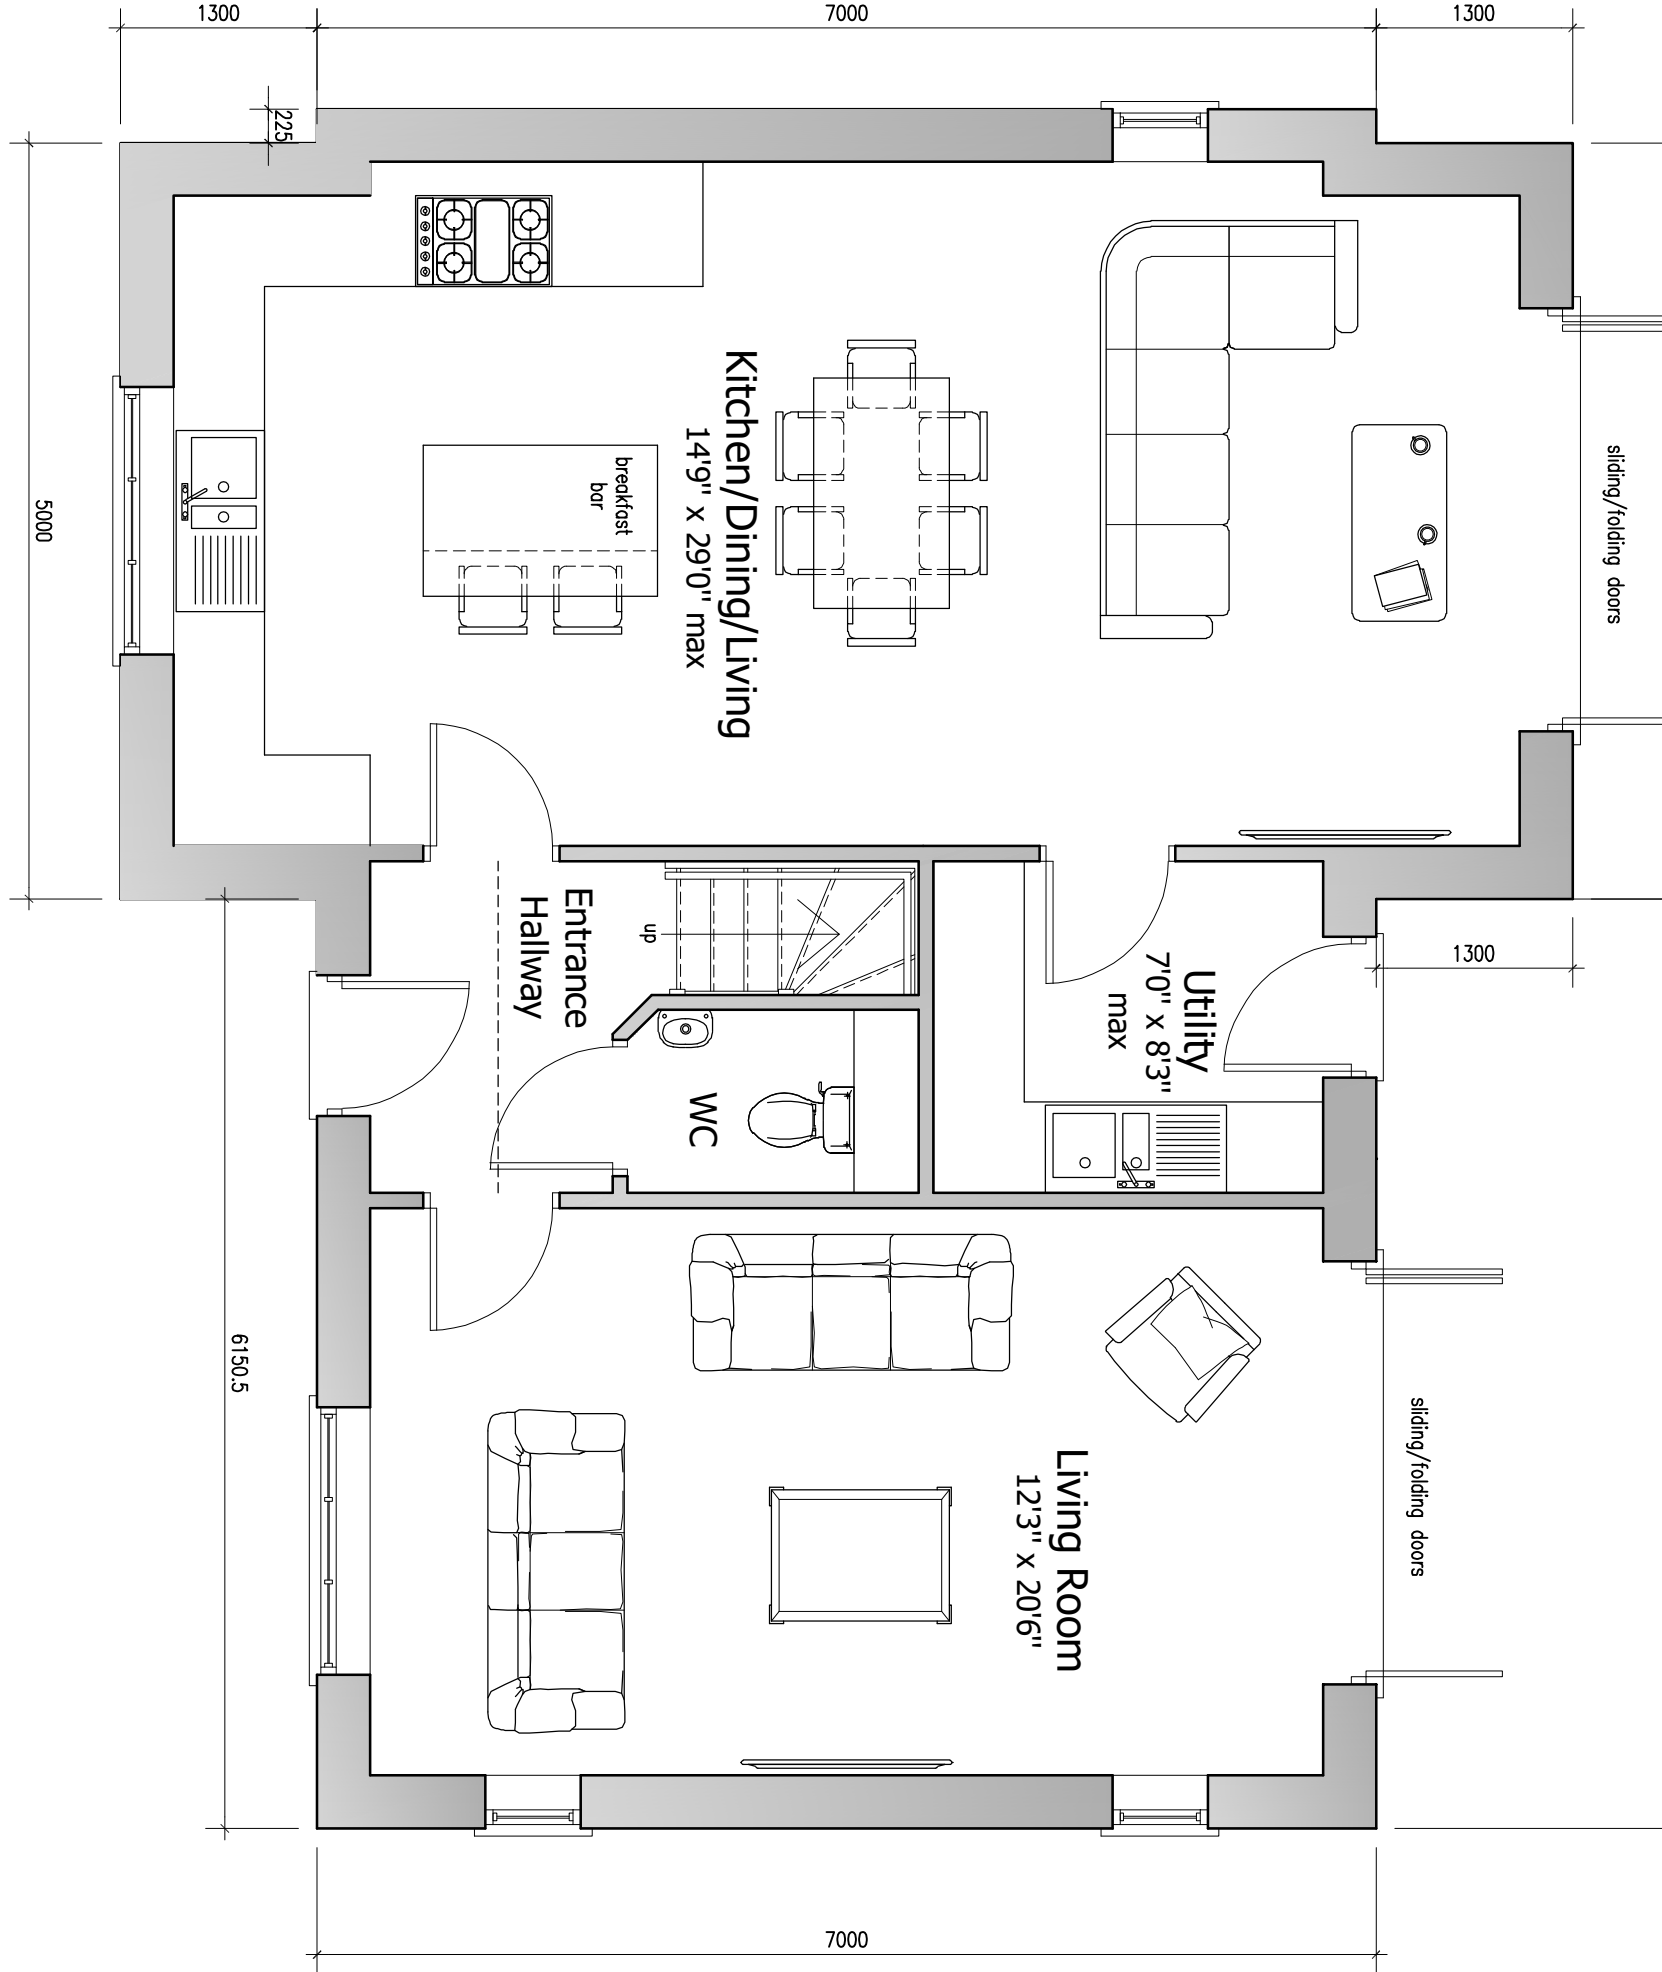 1300
7000
1300
225
5000
Kitchen/Dining/Living
14'9" x 29'0" max
breakfast
bar
sliding/folding doors
Entrance
Hallway
up
Utility
7'0" x 8'3"
max
1300
WC
6150.5
Living Room
12'3" x 20'6"
sliding/folding doors
7000